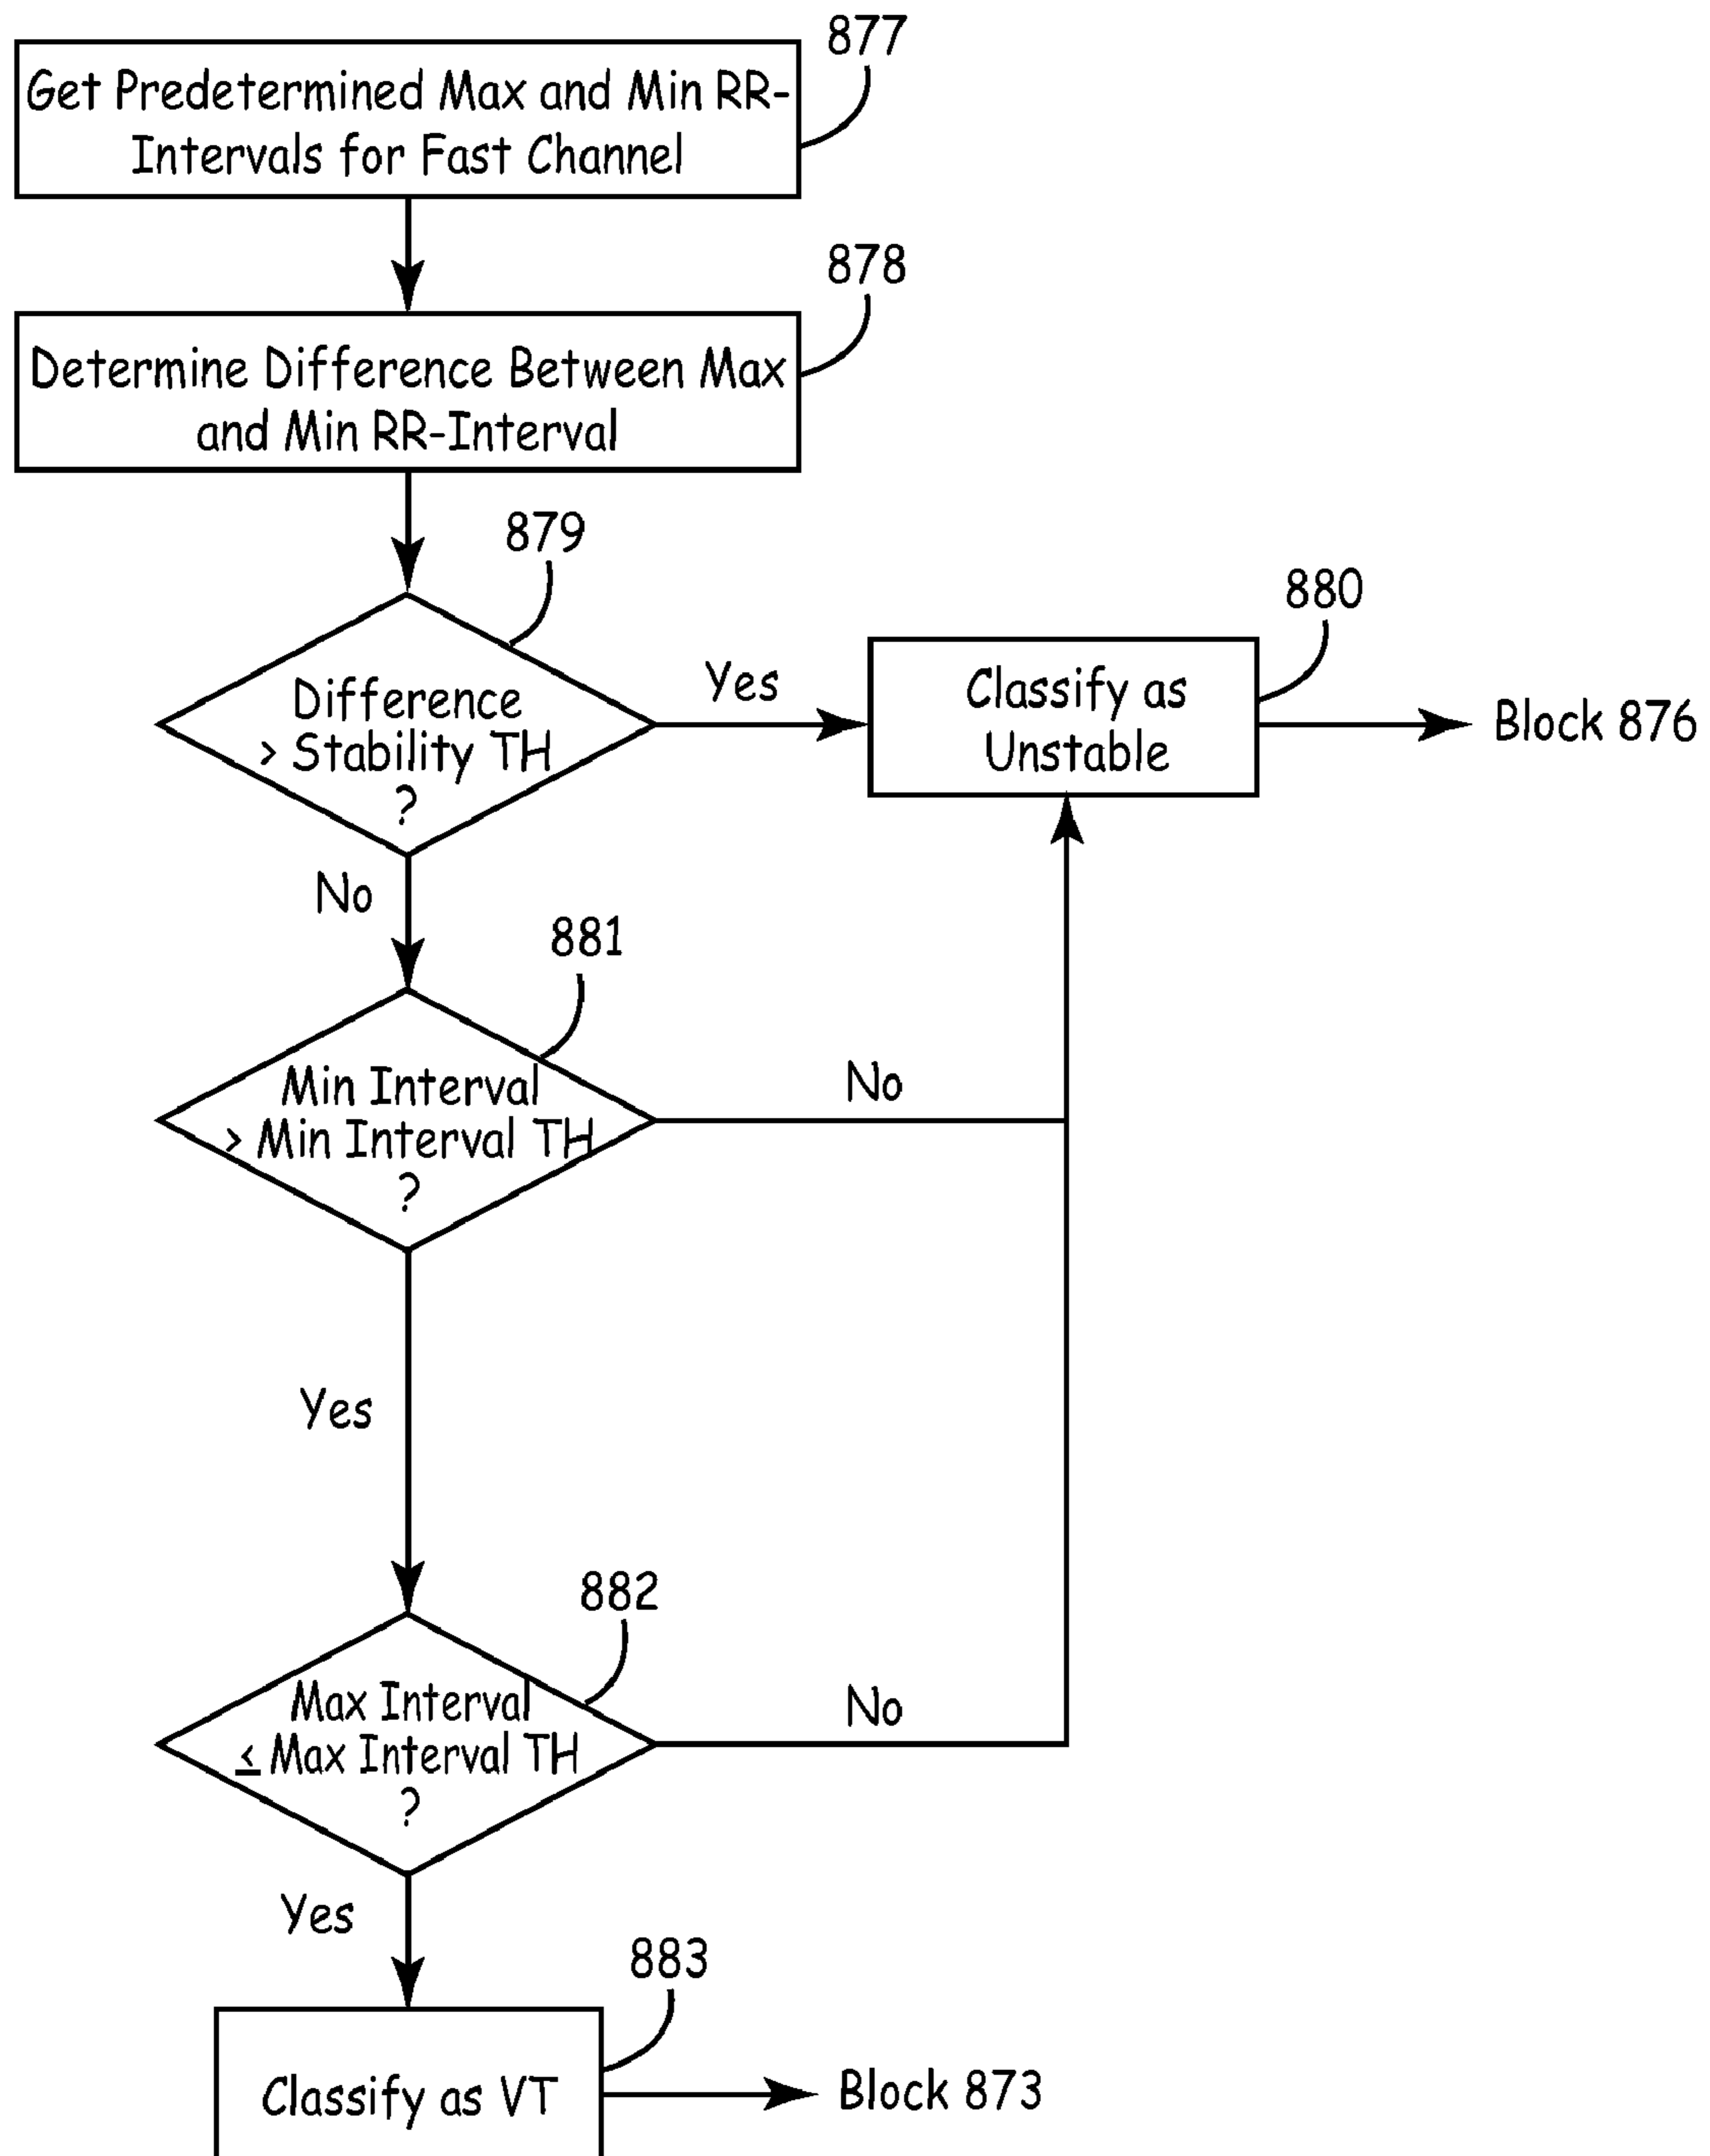 877
Get Predetermined Max and Min RR-
Intervals for Fast Channel
878
Determine Difference Between Max
and Min RR-Interval
879
Difference
> Stability TH
?
Yes
880
Classify as
Unstable
Block 876
No
881
Min Interval
> Min Interval TH
?
No
Yes
882
Max Interval
≤ Max Interval TH
?
No
Yes
883
Classify as VT
Block 873